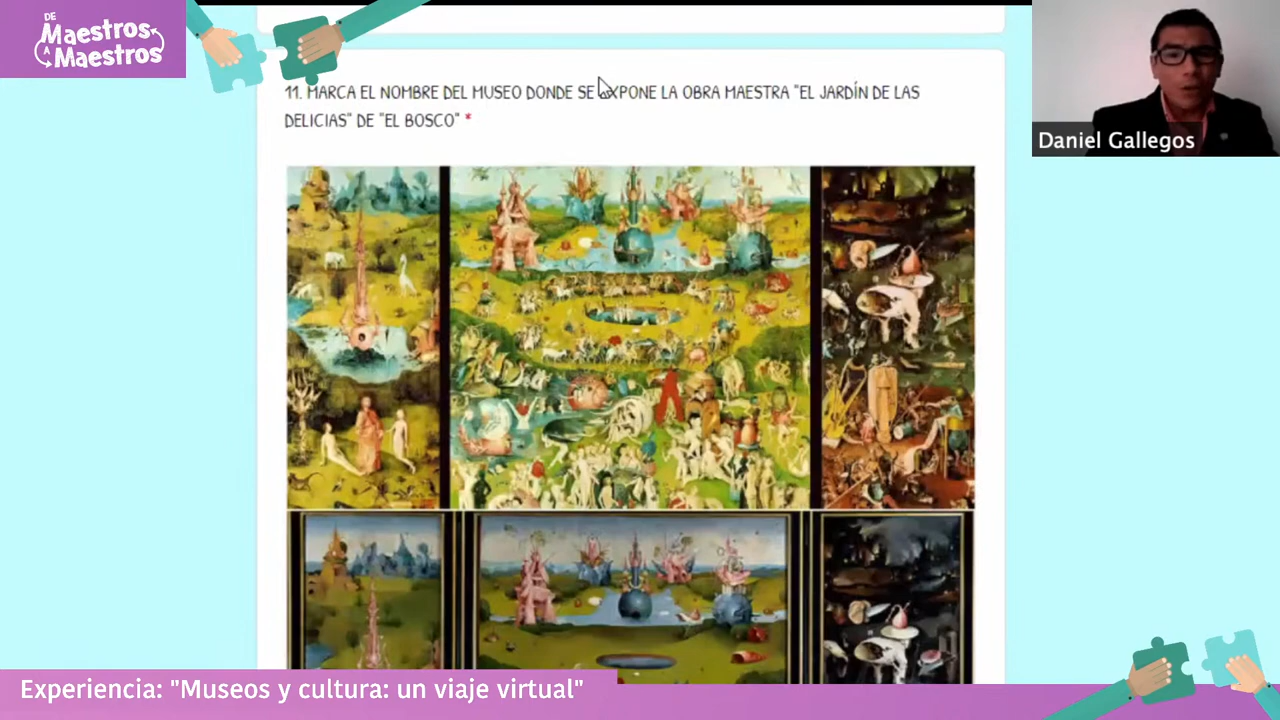 DE
Maestros
A Maestros
11. MARCA EL NOMBRE DEL MUSEO DONDE SE EXPONE LA OBRA MAESTRA "EL JARDÍN DE LAS
DELICIAS" DE "EL BOSCO" *
Daniel Gallegos
Experiencia: "Museos y cultura: un viaje virtual"